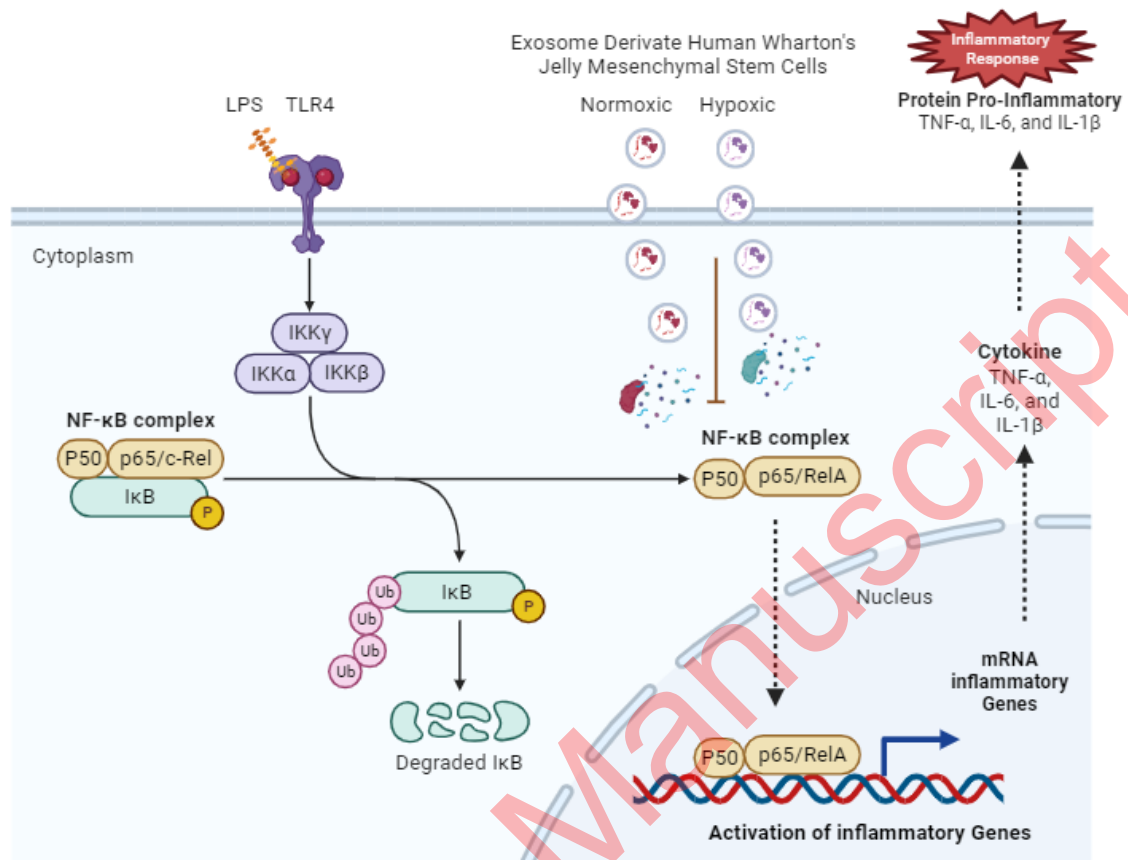 Exosome Derivate Human Wharton's
Jelly Mesenchymal Stem Cells
Normoxic Hypoxic
Inflammatory
Response
Protein Pro-Inflammatory
TNF-α, IL-6, and IL-1β
LPS TLR4
Cytoplasm
IKKγ
IKKα IKKβ
Cytokine
TNF-α,
IL-6, and
IL-1β
NF-κB complex
P50 p65/c-Rel
IκB
P
NF-κB complex
P50 p65/RelA
Ub IκB P
Ub
Ub
Ub
Degraded IκB
Nucleus
mRNA
inflammatory
Genes
P50 p65/RelA
Activation of inflammatory Genes
Manuscript